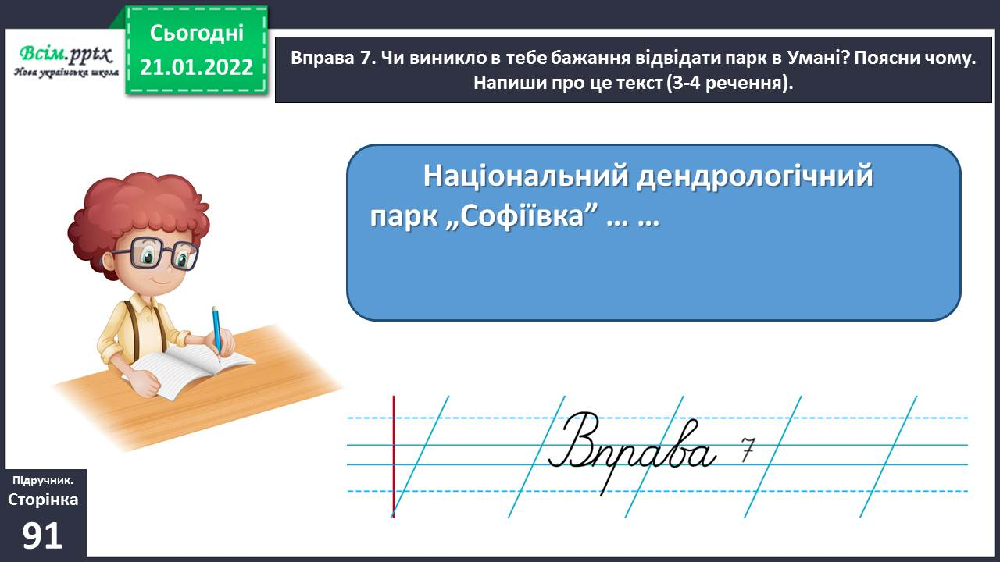 Всім.pptx
Нова українська школа
Сьогодні
21.01.2022
Вправа 7. Чи виникло в тебе бажання відвідати парк в Умані? Поясни чому.
Напиши про це текст (3-4 речення).
Національний дендрологічний
парк „Софіївка” … …
Вправа 7
Підручник.
Сторінка
91